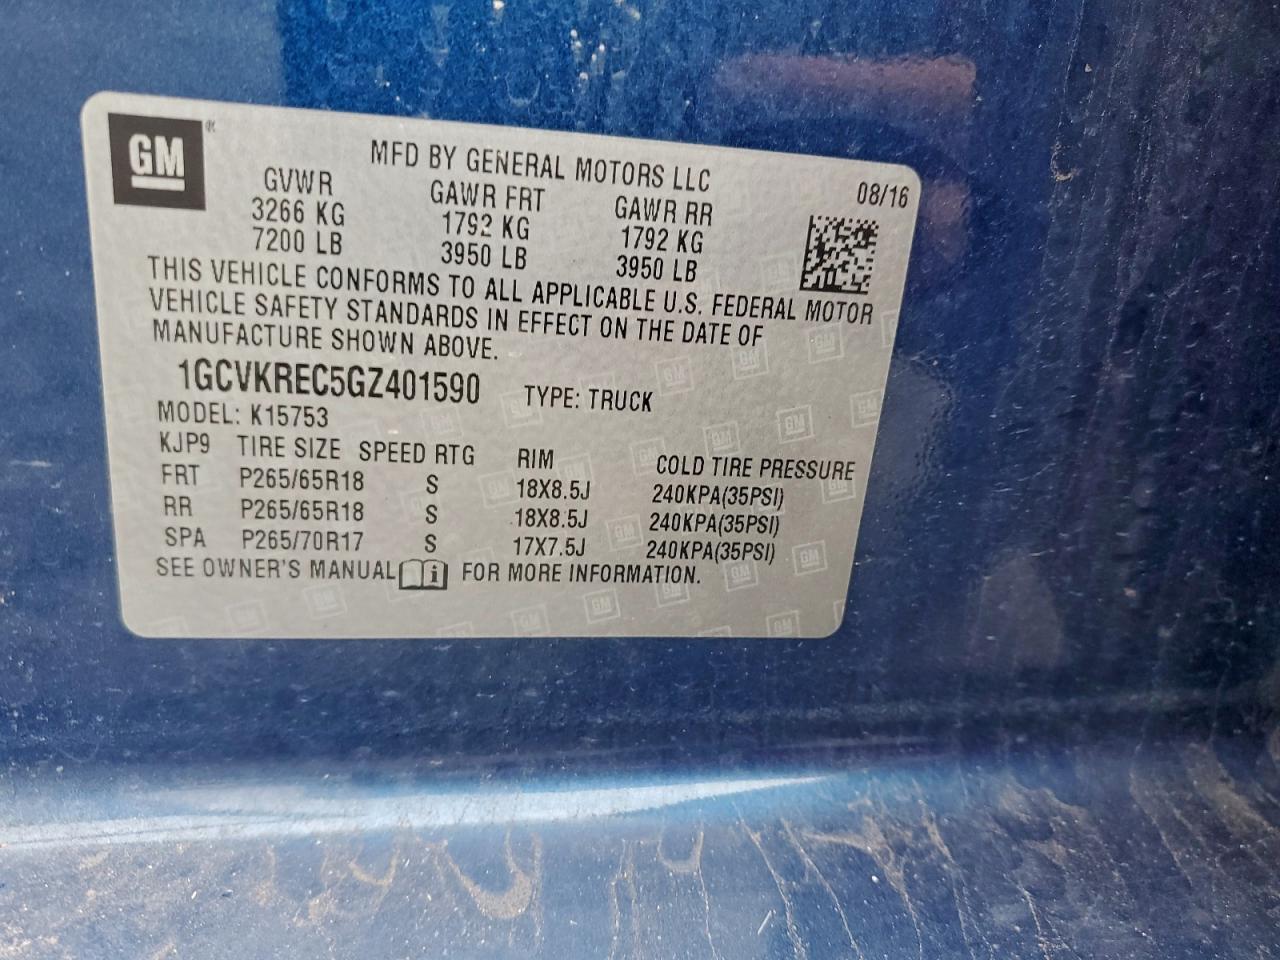 GM
MFD BY GENERAL MOTORS LLC
08/16
GVWR GAWR FRT GAWR RR
3266 KG 1792 KG 1792 KG
7200 LB 3950 LB 3950 LB
THIS VEHICLE CONFORMS TO ALL APPLICABLE U.S. FEDERAL MOTOR
VEHICLE SAFETY STANDARDS IN EFFECT ON THE DATE OF
MANUFACTURE SHOWN ABOVE.
1GCVKREC5GZ401590 TYPE: TRUCK
MODEL: K15753
KJP9 TIRE SIZE SPEED RTG RIM COLD TIRE PRESSURE
FRT P265/65R18 S 18X8.5J 240KPA(35PSI)
RR P265/65R18 S 18X8.5J 240KPA(35PSI)
SPA P265/70R17 S 17X7.5J 240KPA(35PSI)
SEE OWNER'S MANUAL FOR MORE INFORMATION.